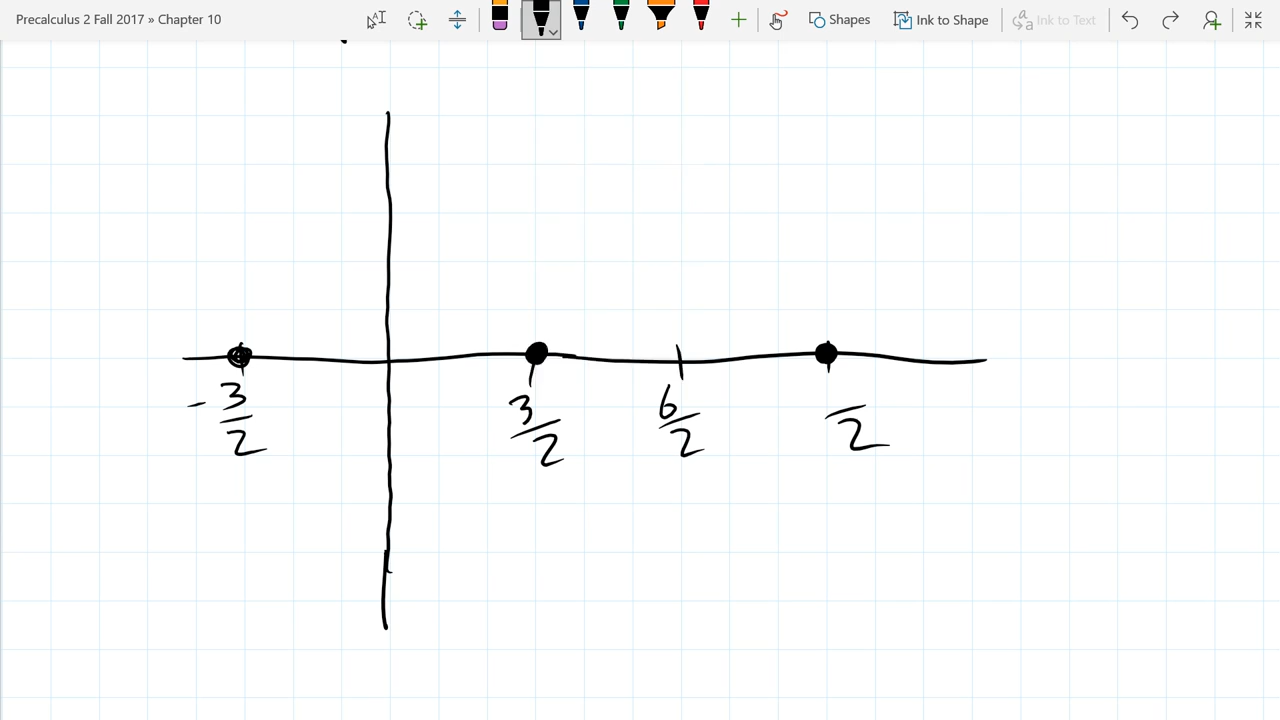 Precalculus 2 Fall 2017 » Chapter 10
Shapes
Ink to Shape
Ink to Text
-3/2
3/2
6/2
/2